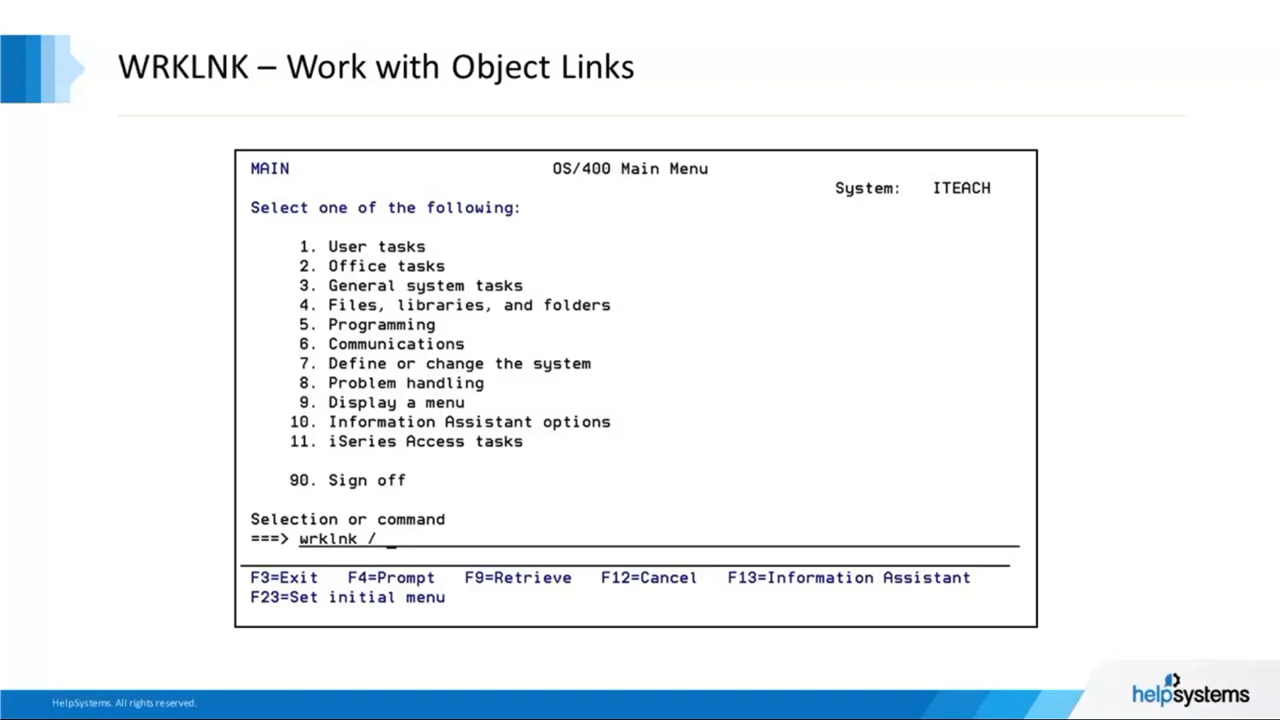 WRKLNK – Work with Object Links
MAIN OS/400 Main Menu
System: ITEACH
Select one of the following:
1. User tasks
2. Office tasks
3. General system tasks
4. Files, libraries, and folders
5. Programming
6. Communications
7. Define or change the system
8. Problem handling
9. Display a menu
10. Information Assistant options
11. iSeries Access tasks
90. Sign off
Selection or command
===> wrklnk /
F3=Exit F4=Prompt F9=Retrieve F12=Cancel F13=Information Assistant
F23=Set initial menu
HelpSystems. All rights reserved.
helpsystems